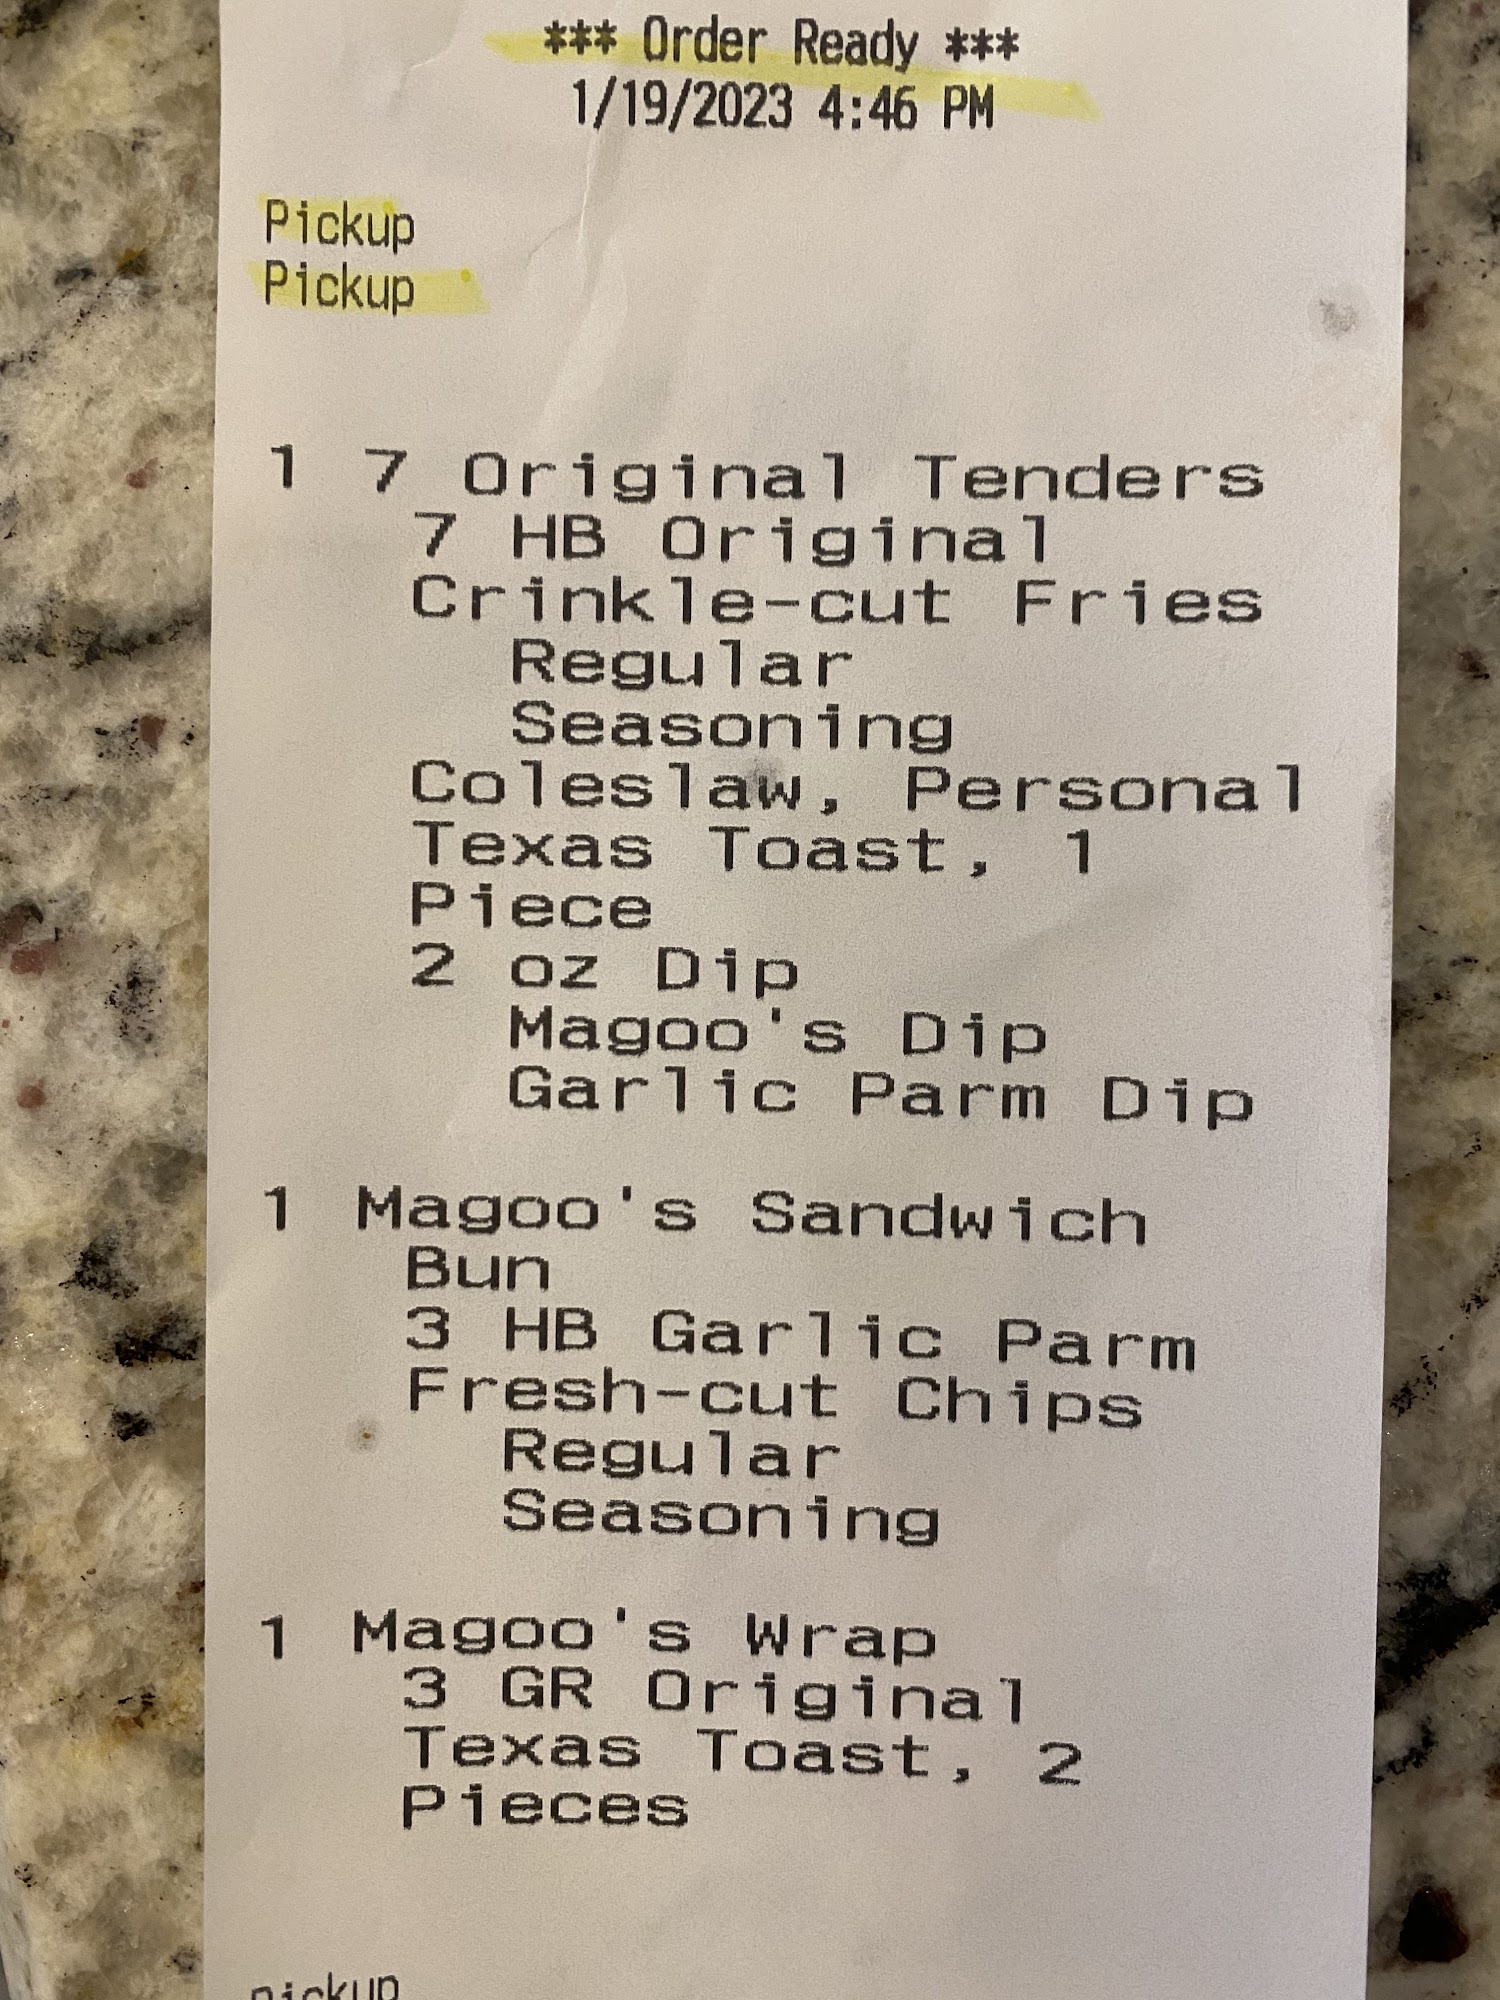 *** Order Ready ***
1/19/2023 4:46 PM
Pickup
Pickup
1 7 Original Tenders
7 HB Original
Crinkle-cut Fries
Regular
Seasoning
Coleslaw, Personal
Texas Toast, 1
Piece
2 oz Dip
Magoo's Dip
Garlic Parm Dip
1 Magoo's Sandwich
Bun
3 HB Garlic Parm
Fresh-cut Chips
Regular
Seasoning
1 Magoo's Wrap
3 GR Original
Texas Toast, 2
Pieces
Pickup